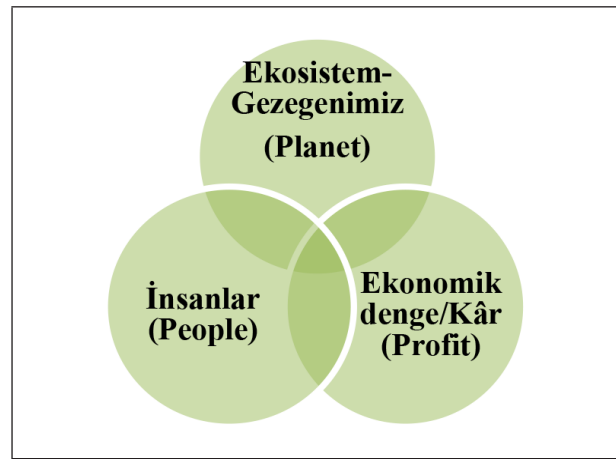 Ekosistem-
Gezegenimiz
(Planet)
İnsanlar
(People)
Ekonomik
denge/Kâr
(Profit)